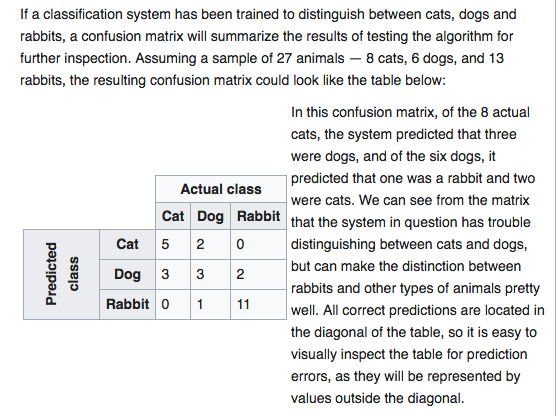 If a classification system has been trained to distinguish between cats, dogs and
rabbits, a confusion matrix will summarize the results of testing the algorithm for
further inspection. Assuming a sample of 27 animals — 8 cats, 6 dogs, and 13
rabbits, the resulting confusion matrix could look like the table below:
Actual class
Cat Dog Rabbit
Predicted class
Cat 5 2 0
Dog 3 3 2
Rabbit 0 1 11
In this confusion matrix, of the 8 actual
cats, the system predicted that three
were dogs, and of the six dogs, it
predicted that one was a rabbit and two
were cats. We can see from the matrix
that the system in question has trouble
distinguishing between cats and dogs,
but can make the distinction between
rabbits and other types of animals pretty
well. All correct predictions are located in
the diagonal of the table, so it is easy to
visually inspect the table for prediction
errors, as they will be represented by
values outside the diagonal.